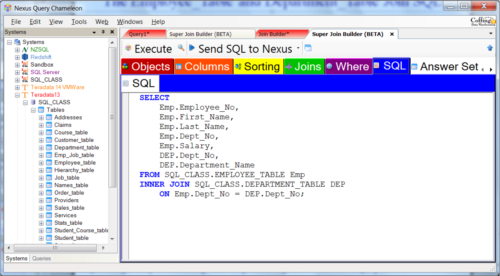 Nexus Query Chameleon
File Edit View Tools Web Windows Help
Coffing
Systems
Systems
NZSQL
Redshift
Sandbox
SQL Server
SQL_CLASS
Teradata 14 VMWare
Teradata13
SQL_CLASS
Tables
Addresses
Claims
Course_table
Customer_table
Department_table
Emp_Job_table
Employee_table
Hierarchy_table
Job_table
Names_table
Order_table
Providers
Sales_table
Services
Stats_table
Student_Course_table
Student_table
Systems Queries
Query1* Super Join Builder (BETA) Join Builder* Super Join Builder (BETA)
Execute Send SQL to Nexus
Objects Columns Sorting Joins Where SQL Answer Set
SQL
SELECT
Emp.Employee_No,
Emp.First_Name,
Emp.Last_Name,
Emp.Dept_No,
Emp.Salary,
DEP.Dept_No,
DEP.Department_Name
FROM SQL_CLASS.EMPLOYEE_TABLE Emp
INNER JOIN SQL_CLASS.DEPARTMENT_TABLE DEP
ON Emp.Dept_No = DEP.Dept_No;